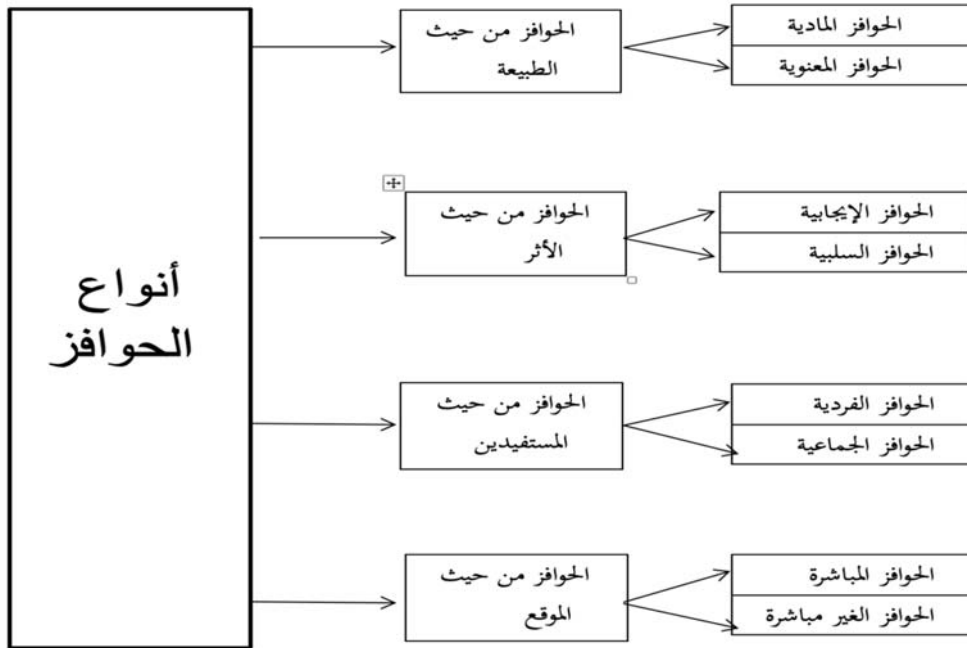 أنواع
الحوافز
الحوافز من حيث
الطبيعة
الحوافز المادية
الحوافز المعنوية
الحوافز من حيث
الأثر
الحوافز الإيجابية
الحوافز السلبية
الحوافز من حيث
المستفيدين
الحوافز الفردية
الحوافز الجماعية
الحوافز من حيث
الموقع
الحوافز المباشرة
الحوافز الغير مباشرة